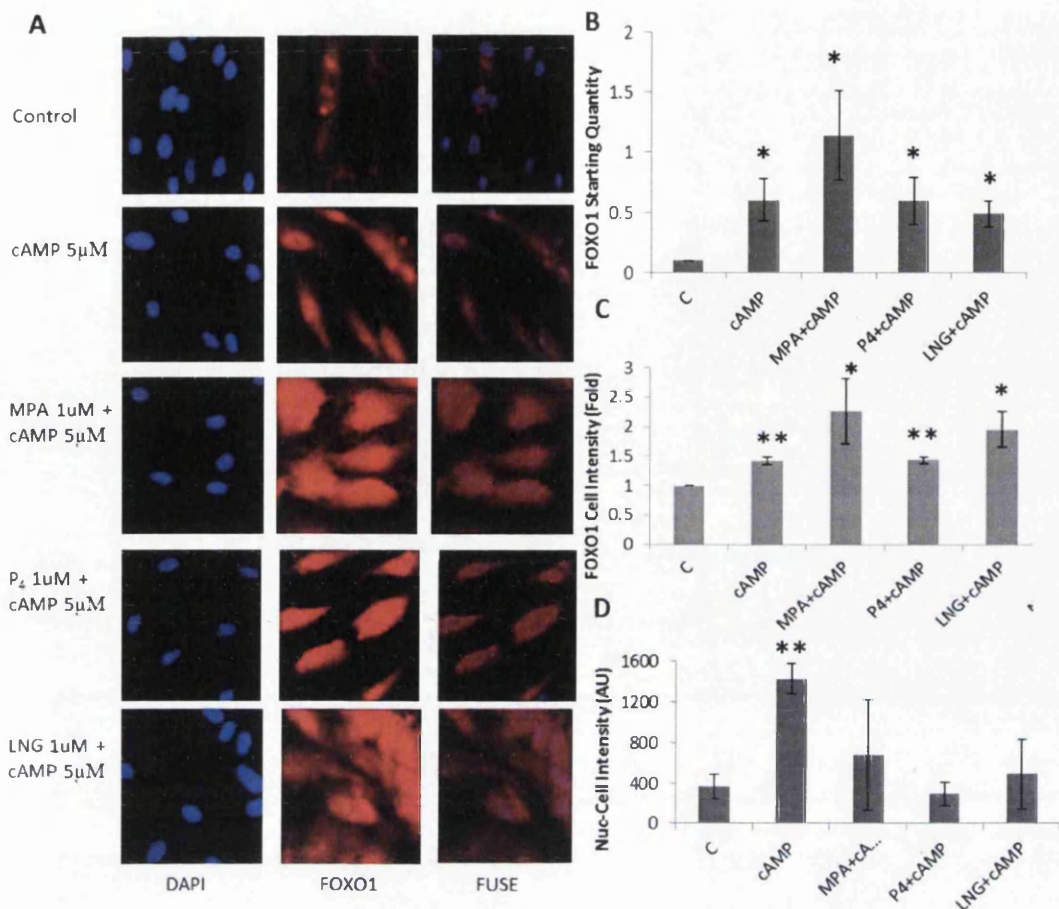 A
Control
cAMP 5µM
MPA 1uM +
cAMP 5µM
P₄ 1uM +
cAMP 5µM
LNG 1uM +
cAMP 5µM
DAPI
FOXO1
FUSE
B
FOXO1 Starting Quantity
2
1.5
1
0.5
0
*
*
*
*
C
cAMP
MPA+cAMP
P4+cAMP
LNG+cAMP
C
FOXO1 Cell Intensity (Fold)
3
2.5
2
1.5
1
0.5
0
**
*
**
*
C
cAMP
MPA+cAMP
P4+cAMP
LNG+cAMP
D
Nuc-Cell Intensity (AU)
1600
1200
800
400
0
**
C
cAMP
MPA+cA...
P4+cAMP
LNG+cAMP